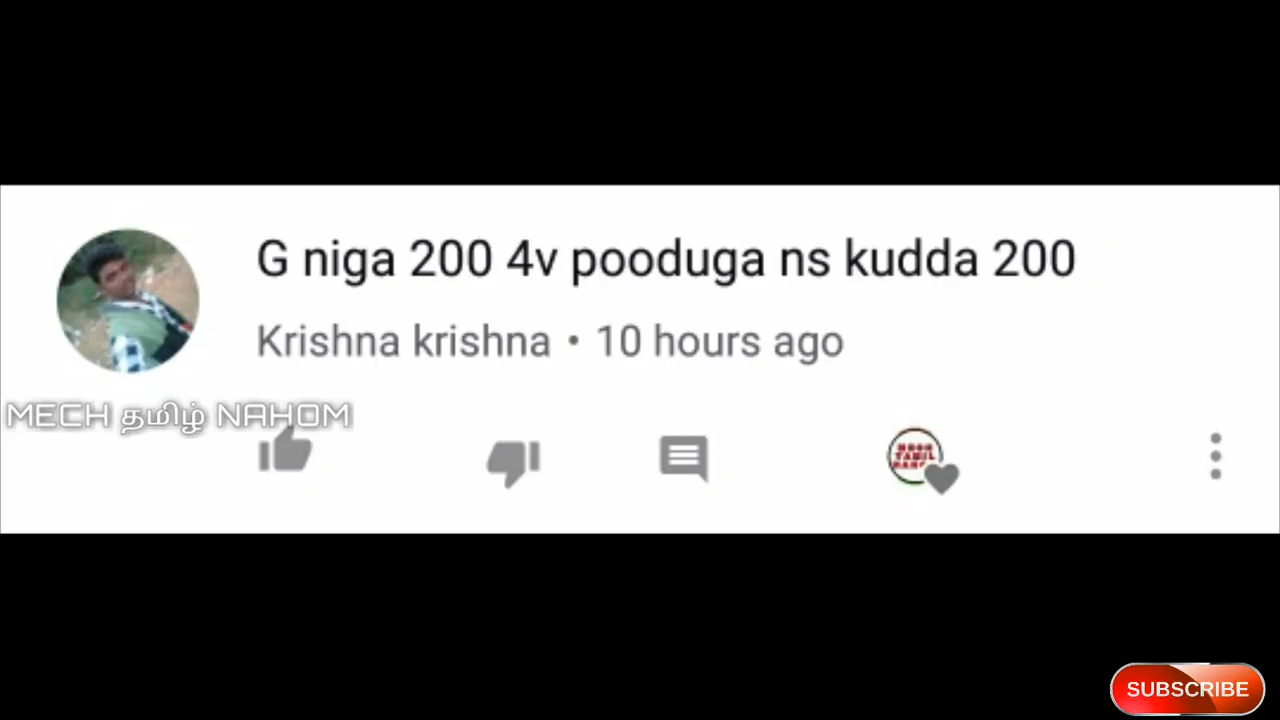 G niga 200 4v pooduga ns kudda 200
Krishna krishna • 10 hours ago
MECH தமிழ் NAHOM
SUBSCRIBE